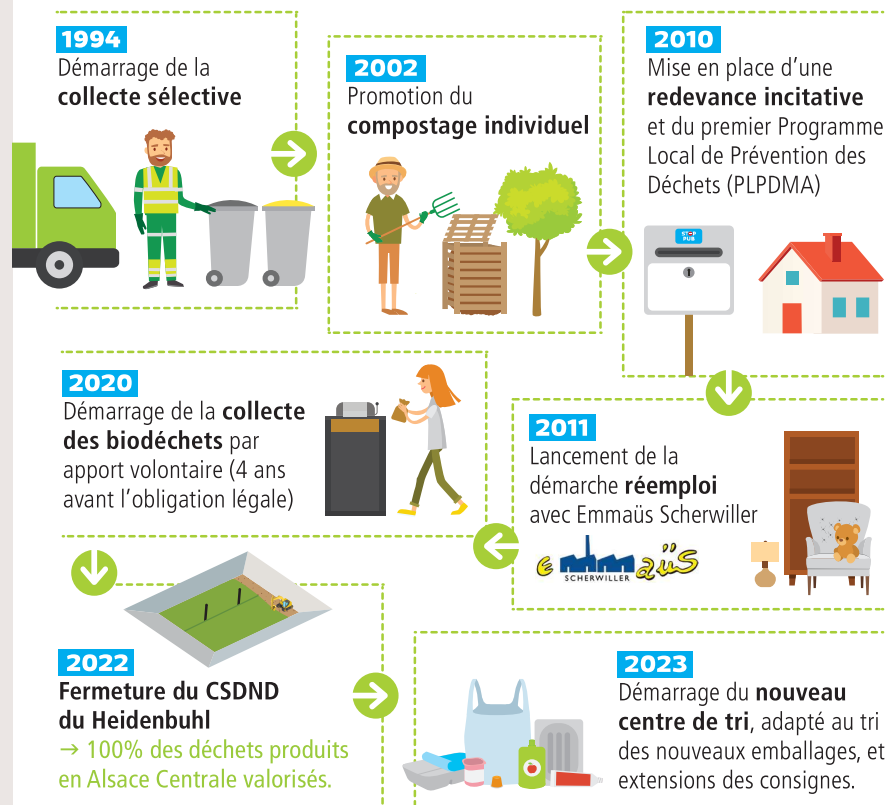 1994
Démarrage de la
collecte sélective
2002
Promotion du
compostage individuel
2010
Mise en place d’une
redevance incitative
et du premier Programme
Local de Prévention des
Déchets (PLPDMA)
STOP
PUB
2011
Lancement de la
démarche réemploi
avec Emmaüs Scherwiller
emmaüs
SCHERWILLER
2020
Démarrage de la collecte
des biodéchets par
apport volontaire (4 ans
avant l’obligation légale)
2022
Fermeture du CSDND
du Heidenbuhl
→ 100% des déchets produits
en Alsace Centrale valorisés.
2023
Démarrage du nouveau
centre de tri, adapté au tri
des nouveaux emballages, et
extensions des consignes.